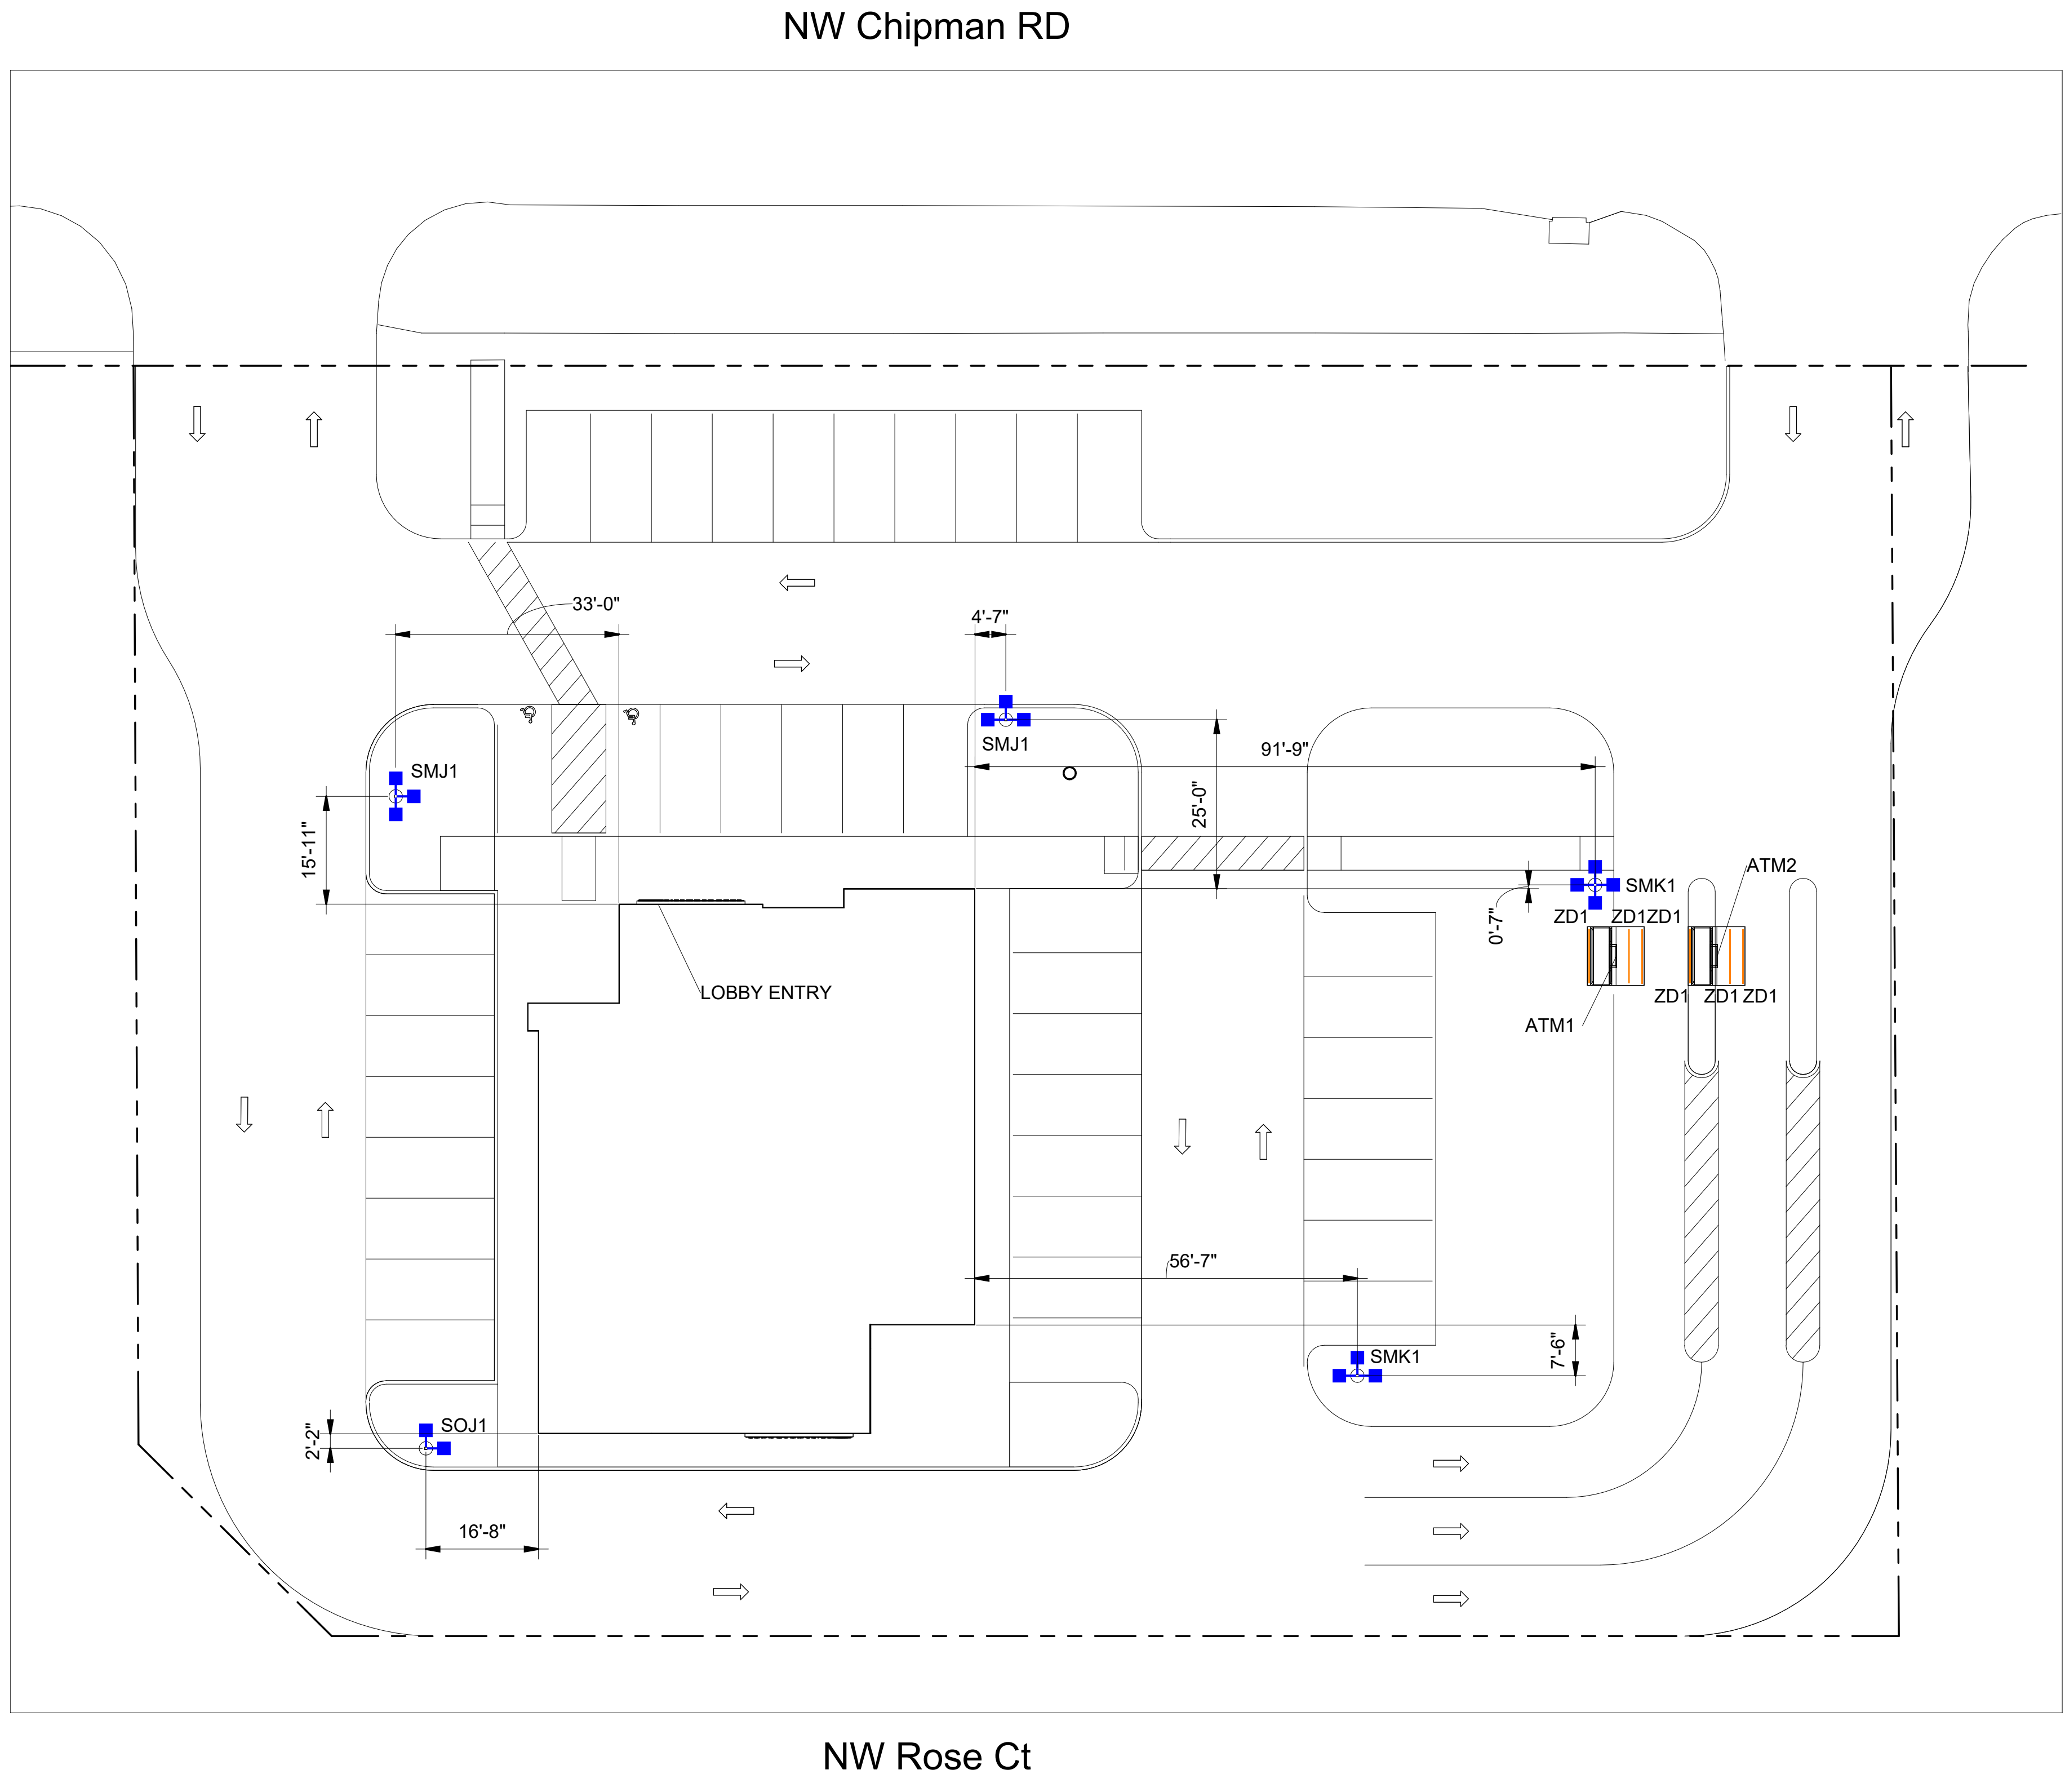 NW Chipman RD
33'-0"
4'-7"
SMJ1
91'-9"
SMJ1
25'-0"
15'-11"
ATM2
SMK1
0'-7"
ZD1 ZD1 ZD1
LOBBY ENTRY
ZD1 ZD1 ZD1
ATM1
56'-7"
7'-6"
SMK1
SOJ1
2'-2"
16'-8"
NW Rose Ct